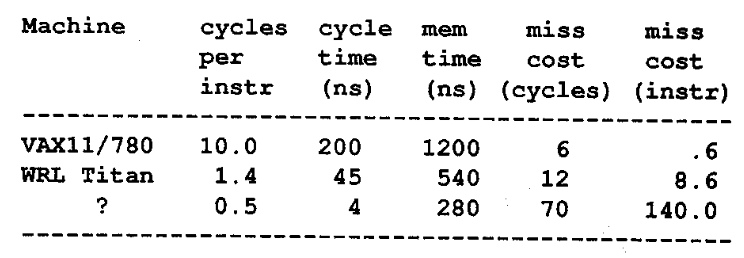 Machine cycles cycle mem miss miss
per time time cost cost
instr (ns) (ns) (cycles) (instr)
VAX11/780 10.0 200 1200 6 .6
WRL Titan 1.4 45 540 12 8.6
? 0.5 4 280 70 140.0